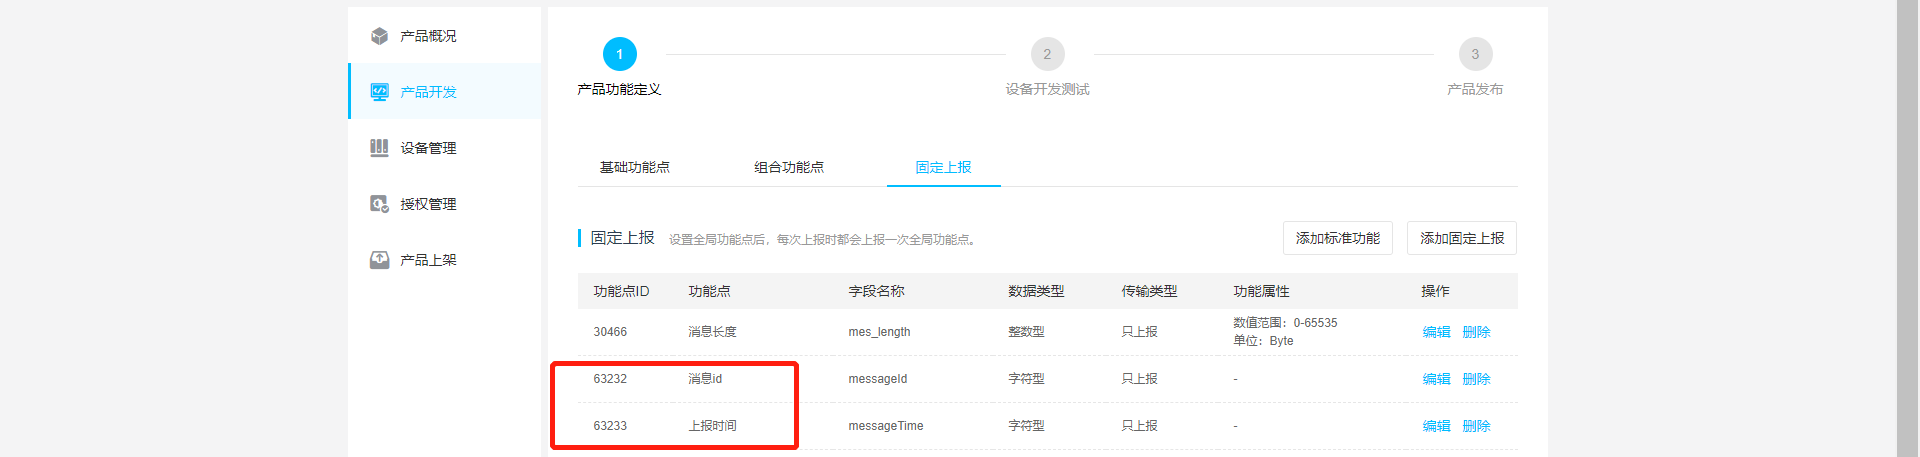 产品概况
产品开发
设备管理
授权管理
产品上架
1
2
3
产品功能定义
设备开发测试
产品发布
基础功能点
组合功能点
固定上报
固定上报 设置全局功能点后，每次上报时都会上报一次全局功能点。
添加标准功能
添加固定上报
功能点ID 功能点 字段名称 数据类型 传输类型 功能属性 操作
30466 消息长度 mes_length 整数型 只上报 数值范围：0-65535
单位：Byte
编辑 删除
63232 消息id messageId 字符型 只上报 - 编辑 删除
63233 上报时间 messageTime 字符型 只上报 - 编辑 删除